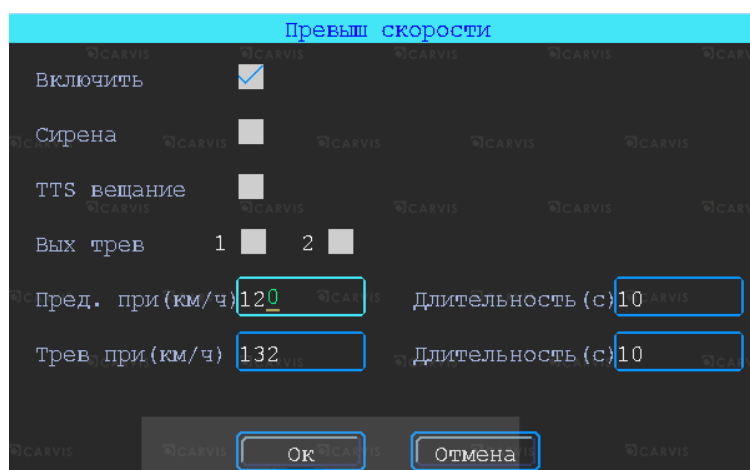 Превыш скорости
Включить
Сирена
TTS вещание
Вых трев 1 2
Пред. при(км/ч) 120 Длительность(с) 10
Трев при(км/ч) 132 Длительность(с) 10
Ок Отмена